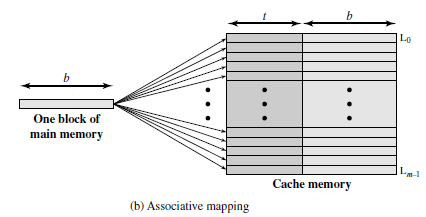 t b
L0
b
One block of
main memory
Lm–1
Cache memory
(b) Associative mapping